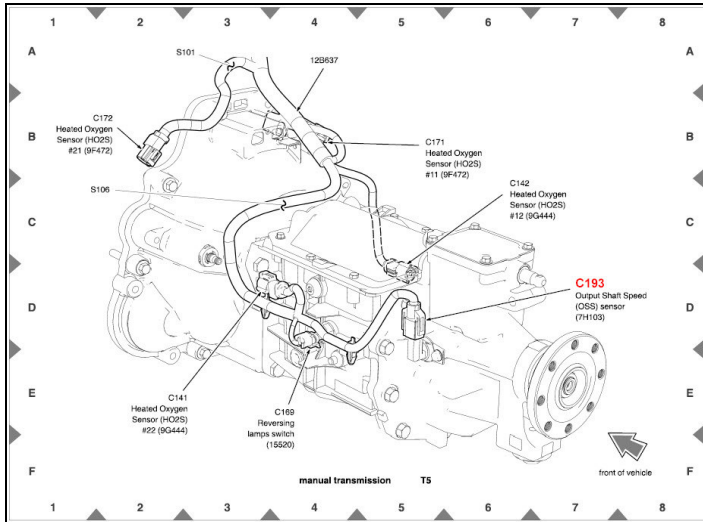 1 2 3 4 5 6 7 8
A A
S101
12B637
C172
Heated Oxygen
Sensor (HO2S)
#21 (9F472)
B B
C171
Heated Oxygen
Sensor (HO2S)
#11 (9F472)
S106
C142
Heated Oxygen
Sensor (HO2S)
#12 (9G444)
C C
C193
Output Shaft Speed
(OSS) sensor
(7H103)
D D
C141
Heated Oxygen
Sensor (HO2S)
#22 (9G444)
C169
Reversing
lamps switch
(15520)
E E
front of vehicle
F F
manual transmission T5
1 2 3 4 5 6 7 8